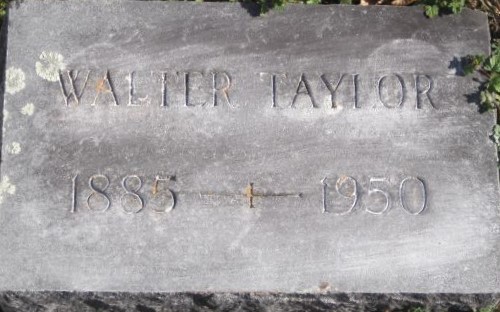 WALTER TAYLOR
1885 — + — 1950